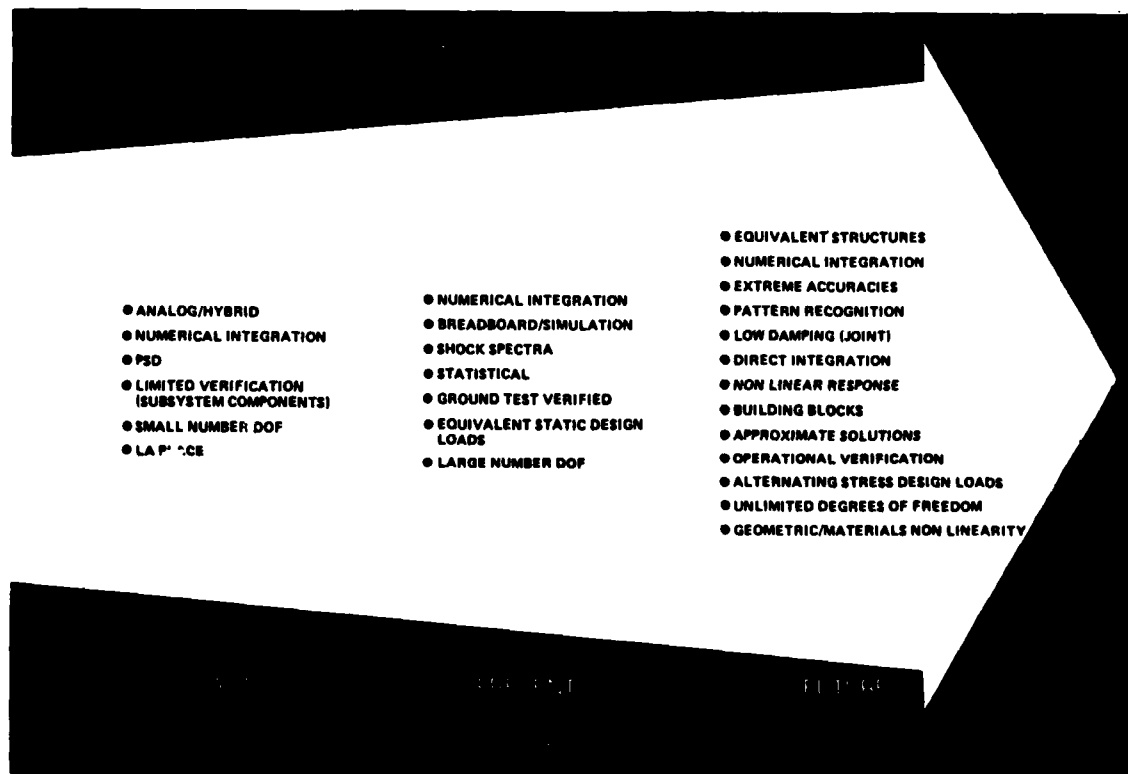 ● ANALOG/HYBRID
● NUMERICAL INTEGRATION
● PSD
● LIMITED VERIFICATION
(SUBSYSTEM COMPONENTS)
● SMALL NUMBER DOF
● NUMERICAL INTEGRATION
● BREADBOARD/SIMULATION
● SHOCK SPECTRA
● STATISTICAL
● GROUND TEST VERIFIED
● EQUIVALENT STATIC DESIGN
LOADS
● LARGE NUMBER DOF
● EQUIVALENT STRUCTURES
● NUMERICAL INTEGRATION
● EXTREME ACCURACIES
● PATTERN RECOGNITION
● LOW DAMPING (JOINT)
● DIRECT INTEGRATION
● NON LINEAR RESPONSE
● BUILDING BLOCKS
● APPROXIMATE SOLUTIONS
● OPERATIONAL VERIFICATION
● ALTERNATING STRESS DESIGN LOADS
● UNLIMITED DEGREES OF FREEDOM
● GEOMETRIC/MATERIALS NON LINEARITY